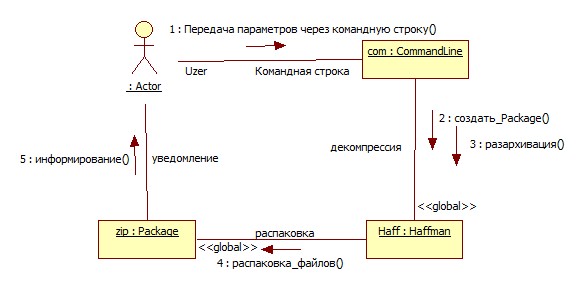 1 : Передача параметров через командную строку()
com : CommandLine
Uzer
Командная строка
: Actor
2 : создать_Package()
3 : разархивация()
декомпрессия
5 : информирование()
уведомление
<<global>>
zip : Package
распаковка
Haff : Haffman
<<global>>
4 : распаковка_файлов()